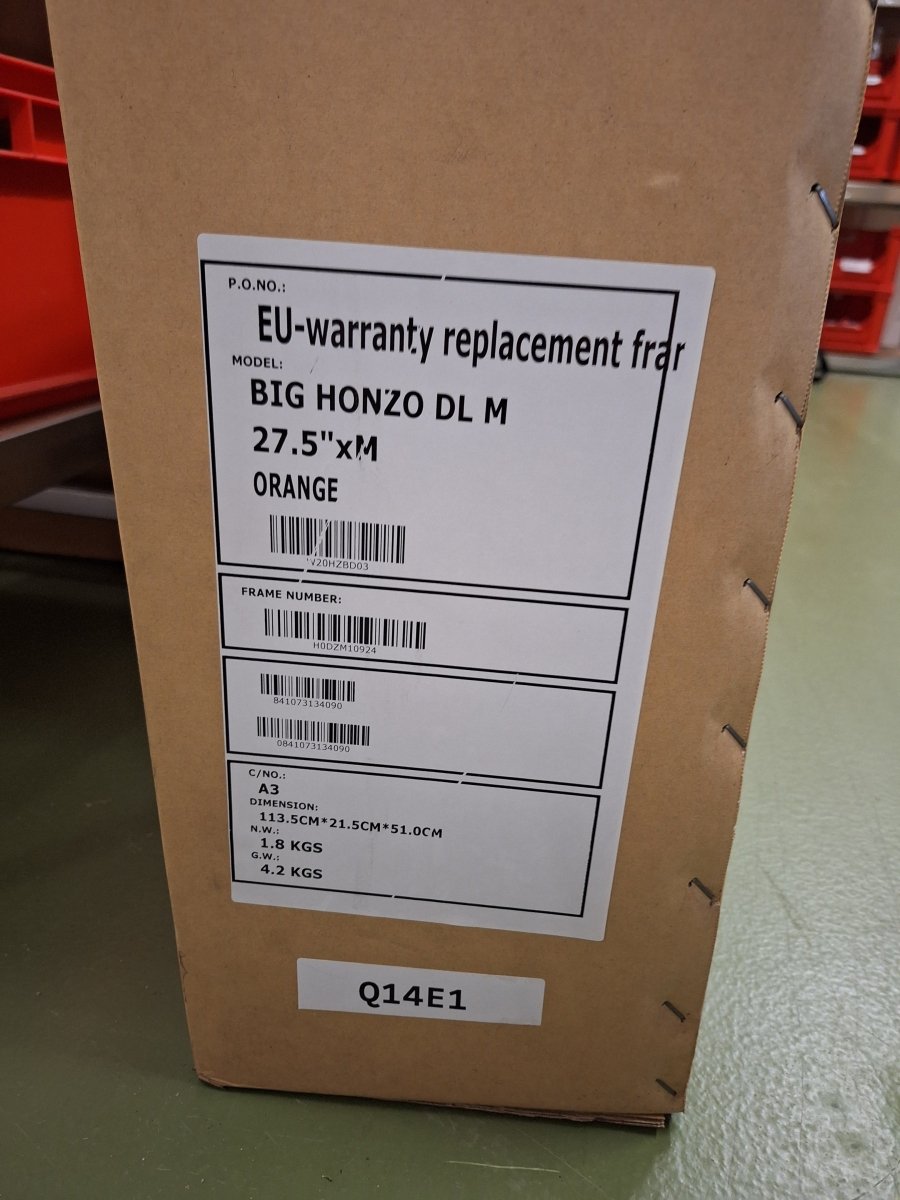 P.O.NO.:
EU-warranty replacement frar
MODEL:
BIG HONZO DL M
27.5"xM
ORANGE
V20HZBD03
FRAME NUMBER:
H0DZM10924
841073134090
0841073134090
C/NO.:
A3
DIMENSION:
113.5CM*21.5CM*51.0CM
N.W.:
1.8 KGS
G.W.:
4.2 KGS
Q14E1